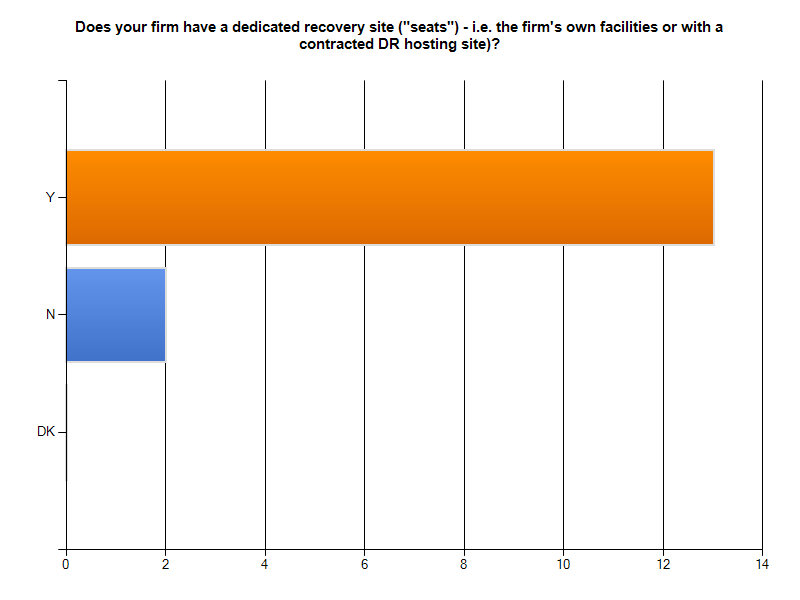 Does your firm have a dedicated recovery site ("seats") - i.e. the firm's own facilities or with a
contracted DR hosting site)?
Y
N
DK
0 2 4 6 8 10 12 14